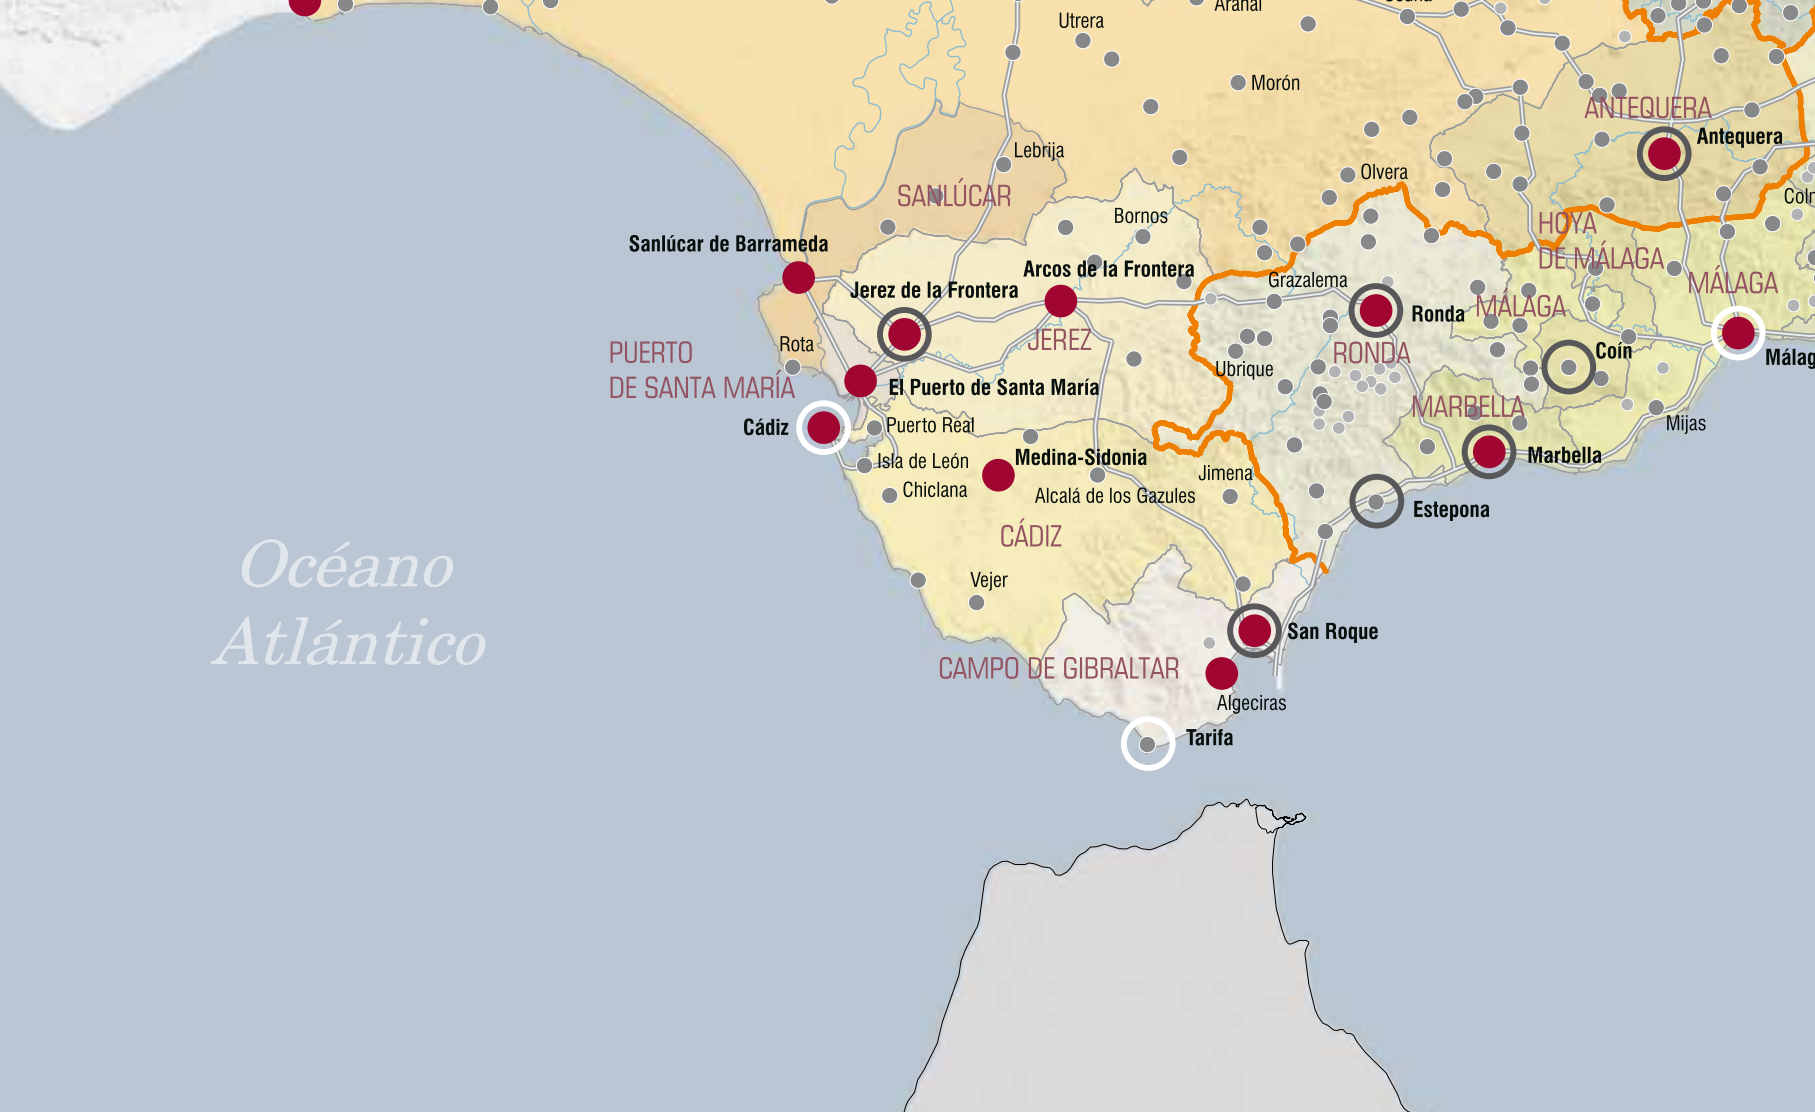 Utrera
Arahal
Morón
ANTEQUERA
Antequera
Lebrija
Olvera
SANLÚCAR
Bornos
HOYA
DE MÁLAGA
Sanlúcar de Barrameda
Arcos de la Frontera
Grazalema
MÁLAGA
Jerez de la Frontera
Ronda
MÁLAGA
JEREZ
Rota
PUERTO
DE SANTA MARÍA
RONDA
Coín
Málag
Ubrique
El Puerto de Santa María
MARBELLA
Mijas
Cádiz
Puerto Real
Isla de León
Medina-Sidonia
Marbella
Chiclana
Alcalá de los Gazules
Jimena
Estepona
CÁDIZ
Océano
Atlántico
Vejer
San Roque
CAMPO DE GIBRALTAR
Algeciras
Tarifa